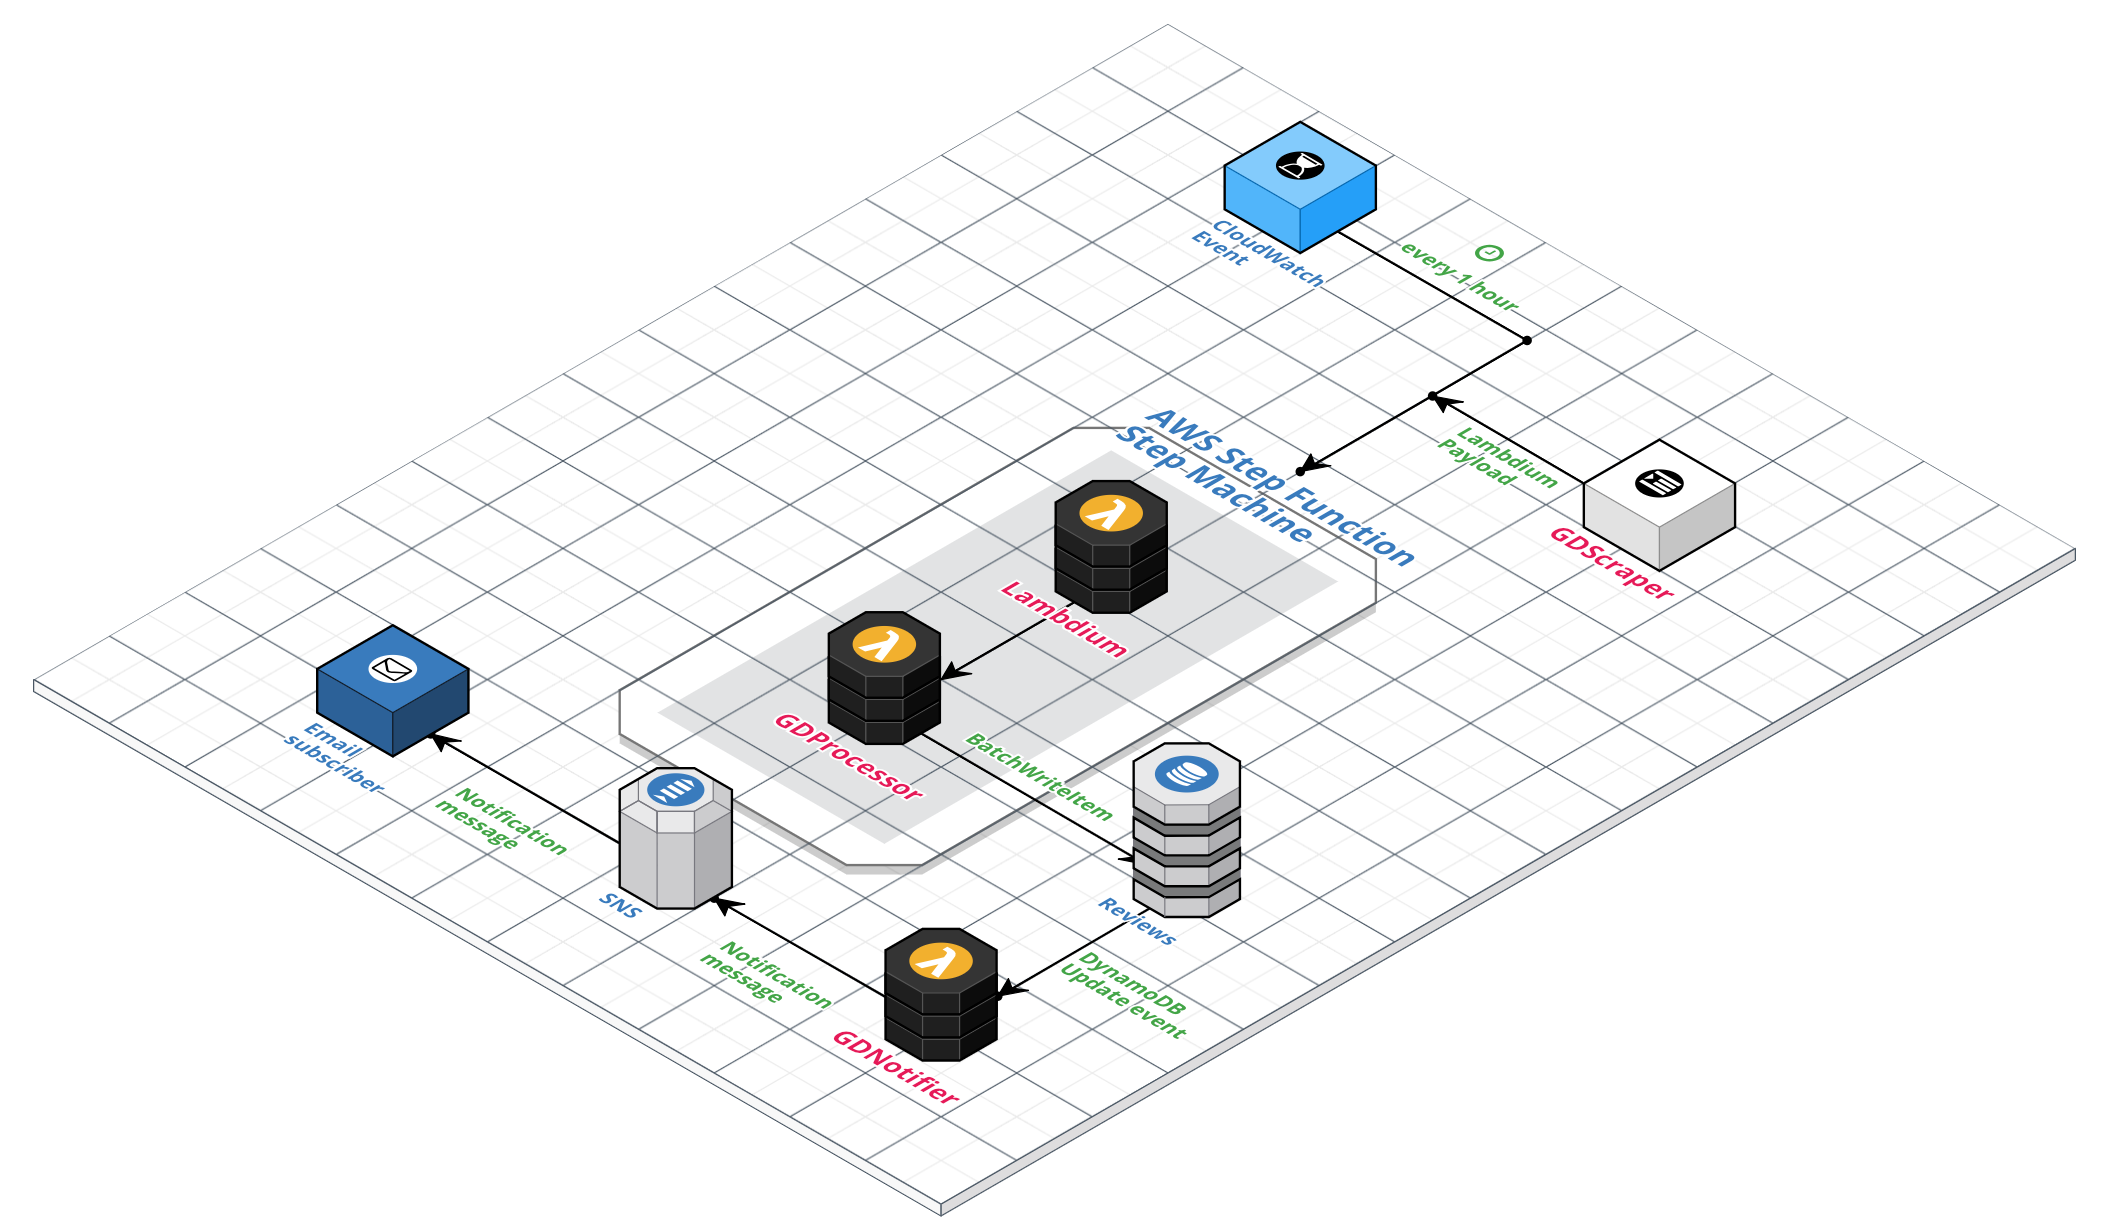 CloudWatch
Event
every 1 hour
Lambdium
Payload
GDScraper
AWS Step Function
Step Machine
Lambdium
GDProcessor
BatchWriteItem
Reviews
DynamoDB
Update event
GDNotifier
Notification
message
SNS
Notification
message
Email
subscriber